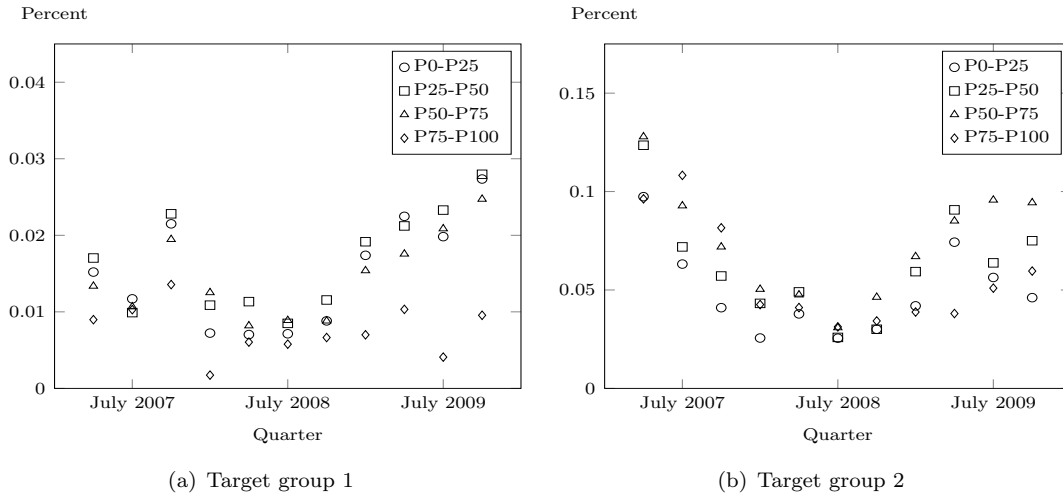 Percent
0.04
0.03
0.02
0.01
0
P0-P25
P25-P50
P50-P75
P75-P100
July 2007 July 2008 July 2009
Quarter
(a) Target group 1
Percent
0.15
0.1
0.05
0
P0-P25
P25-P50
P50-P75
P75-P100
July 2007 July 2008 July 2009
Quarter
(b) Target group 2